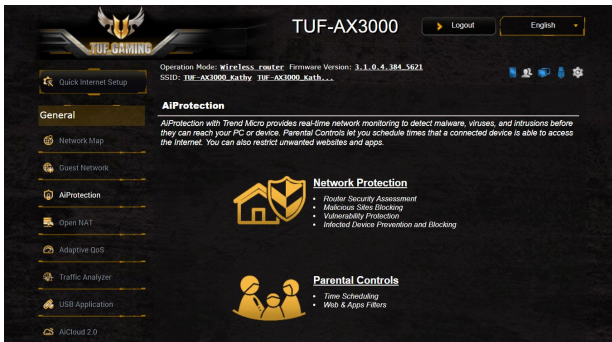 TUF GAMING
TUF-AX3000
Logout
English
Quick Internet Setup
Operation Mode: Wireless router Firmware Version: 3.1.0.4.384_5621
SSID: TUF-AX3000_Kathy TUF-AX3000_Kath...
General
Network Map
Guest Network
AiProtection
Open NAT
Adaptive QoS
Traffic Analyzer
USB Application
AiCloud 2.0
AiProtection
AiProtection with Trend Micro provides real-time network monitoring to detect malware, viruses, and intrusions before
they can reach your PC or device. Parental Controls let you schedule times that a connected device is able to access
the Internet. You can also restrict unwanted websites and apps.
Network Protection
Router Security Assessment
Malicious Sites Blocking
Vulnerability Protection
Infected Device Prevention and Blocking
Parental Controls
Time Scheduling
Web & Apps Filters